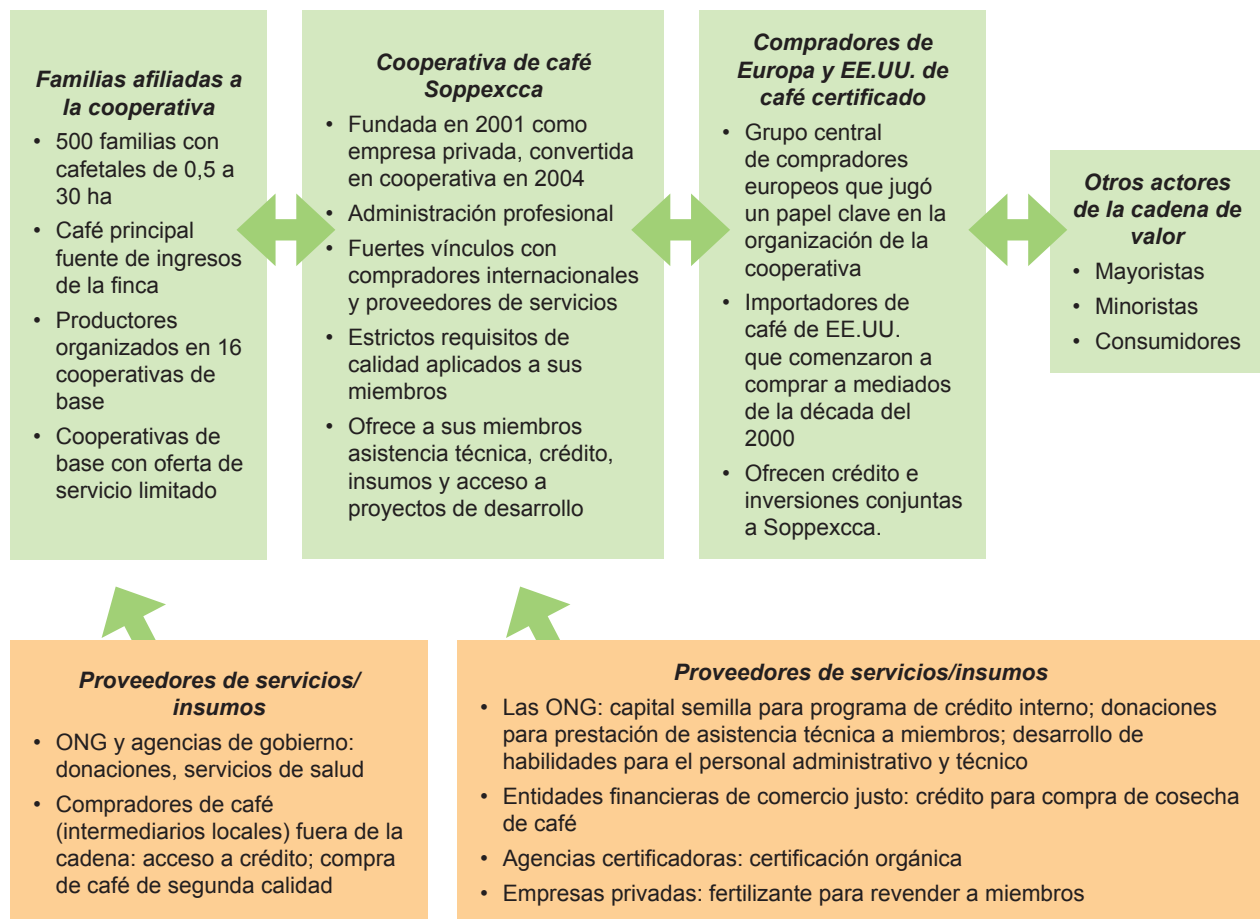 Familias afiliadas a
la cooperativa
• 500 familias con
cafetales de 0,5 a
30 ha
• Café principal
fuente de ingresos
de la finca
• Productores
organizados en 16
cooperativas de
base
• Cooperativas de
base con oferta de
servicio limitado
Cooperativa de café
Soppexcca
• Fundada en 2001 como
empresa privada, convertida
en cooperativa en 2004
• Administración profesional
• Fuertes vínculos con
compradores internacionales
y proveedores de servicios
• Estrictos requisitos de
calidad aplicados a sus
miembros
• Ofrece a sus miembros
asistencia técnica, crédito,
insumos y acceso a
proyectos de desarrollo
Compradores de
Europa y EE.UU. de
café certificado
• Grupo central
de compradores
europeos que jugó
un papel clave en la
organización de la
cooperativa
• Importadores de
café de EE.UU.
que comenzaron a
comprar a mediados
de la década del
2000
• Ofrecen crédito e
inversiones conjuntas
a Soppexcca.
Otros actores
de la cadena de
valor
• Mayoristas
• Minoristas
• Consumidores
Proveedores de servicios/
insumos
• ONG y agencias de gobierno:
donaciones, servicios de salud
• Compradores de café
(intermediarios locales) fuera de la
cadena: acceso a crédito; compra
de café de segunda calidad
Proveedores de servicios/insumos
• Las ONG: capital semilla para programa de crédito interno; donaciones
para prestación de asistencia técnica a miembros; desarrollo de
habilidades para el personal administrativo y técnico
• Entidades financieras de comercio justo: crédito para compra de cosecha
de café
• Agencias certificadoras: certificación orgánica
• Empresas privadas: fertilizante para revender a miembros